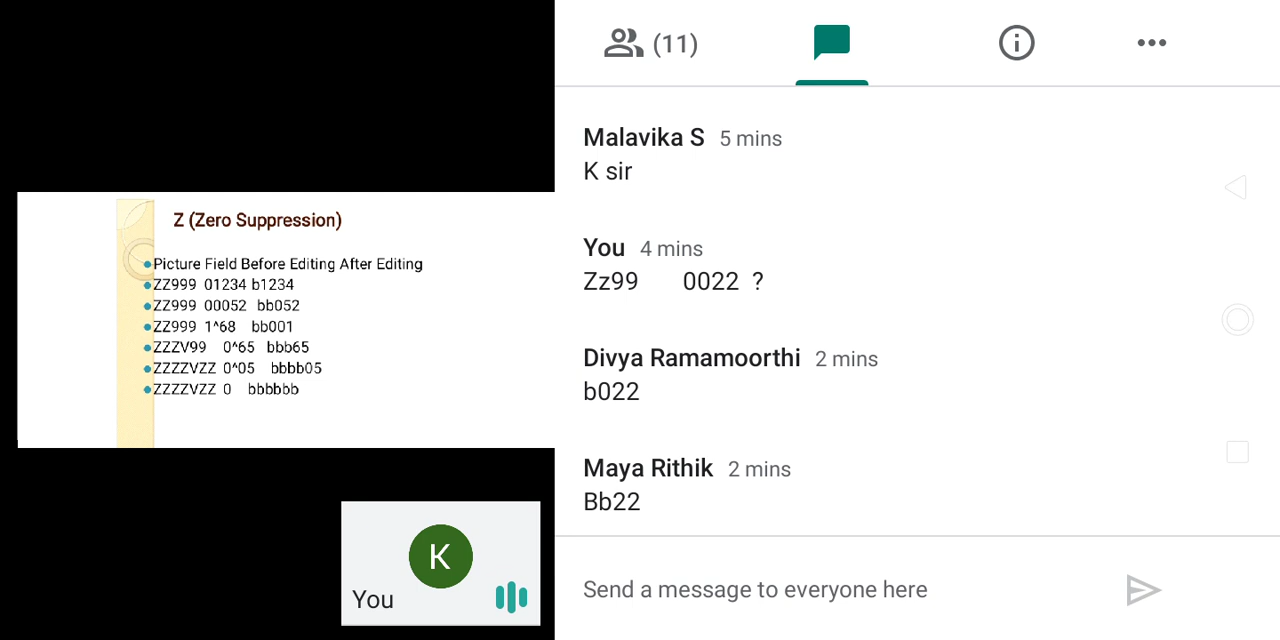 Z (Zero Suppression)
Picture Field Before Editing After Editing
ZZ999 01234 b1234
ZZ999 00052 bb052
ZZ999 1^68 bb001
ZZZV99 0^65 bbb65
ZZZZVZZ 0^05 bbbb05
ZZZZVZZ 0 bbbbbb
K
You
(11)
Malavika S 5 mins
K sir
You 4 mins
Zz99 0022 ?
Divya Ramamoorthi 2 mins
b022
Maya Rithik 2 mins
Bb22
Send a message to everyone here